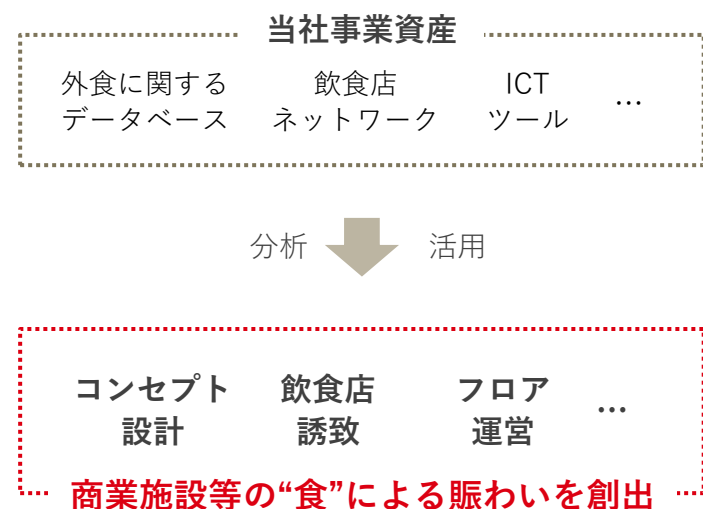 当社事業資産
外食に関する 飲食店 ICT
データベース ネットワーク ツール …
分析 活用
コンセプト 飲食店 フロア
設計 誘致 運営 …
商業施設等の“食”による賑わいを創出